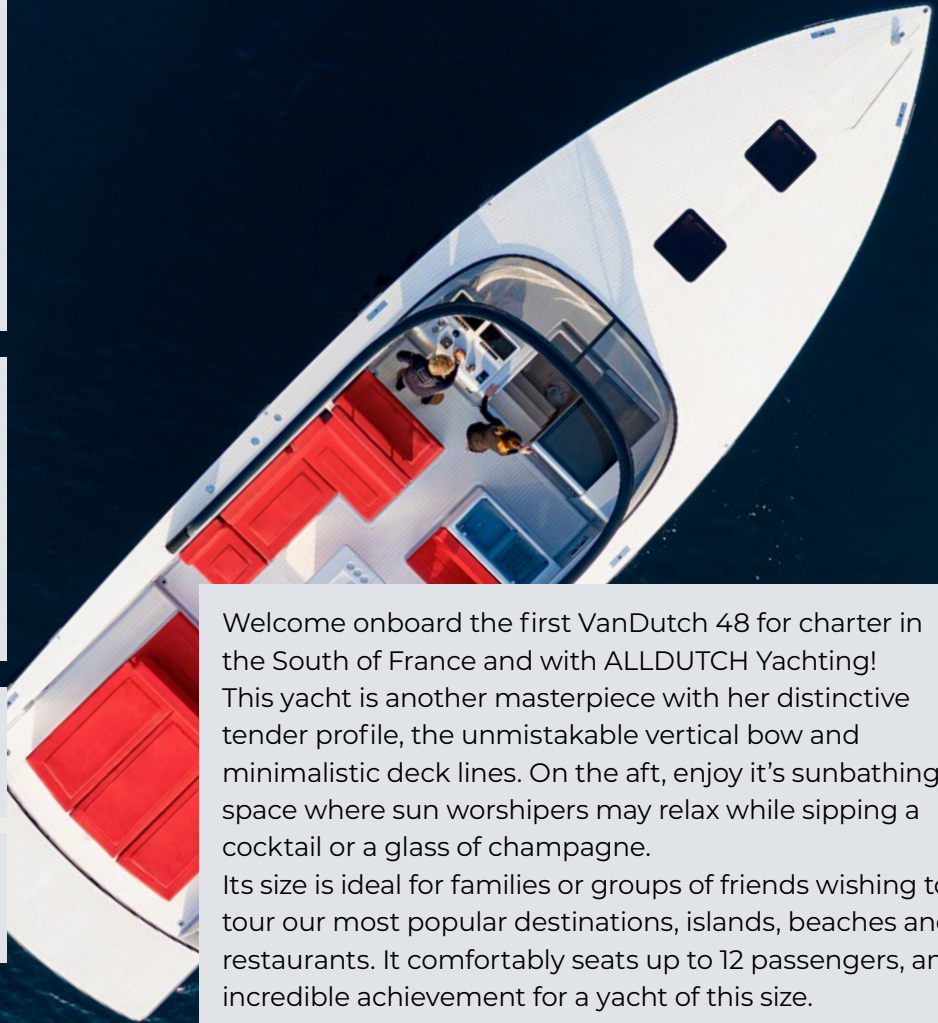 Welcome onboard the first VanDutch 48 for charter in
the South of France and with ALLDUTCH Yachting!
This yacht is another masterpiece with her distinctive
tender profile, the unmistakable vertical bow and
minimalistic deck lines. On the aft, enjoy it’s sunbathing
space where sun worshipers may relax while sipping a
cocktail or a glass of champagne.
Its size is ideal for families or groups of friends wishing to
tour our most popular destinations, islands, beaches and
restaurants. It comfortably seats up to 12 passengers, an
incredible achievement for a yacht of this size.